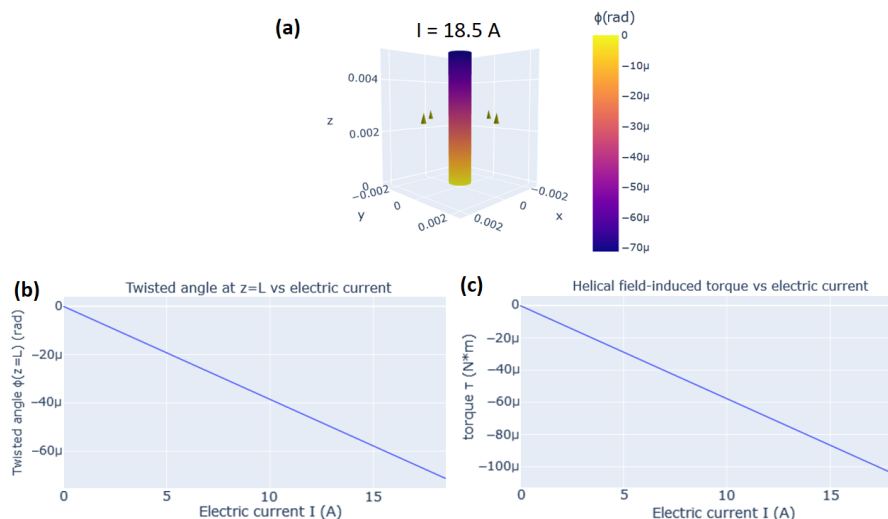 (a)
I = 18.5 A
ϕ(rad)
0
−10μ
−20μ
−30μ
−40μ
−50μ
−60μ
−70μ
0.004
z
0.002
0
−0.002
y
0
0.002
0.002
0
x
−0.002
(b)
Twisted angle at z=L vs electric current
Twisted angle ϕ(z=L) (rad)
0
−20μ
−40μ
−60μ
0
5
10
15
Electric current I (A)
(c)
Helical field-induced torque vs electric current
torque τ (N*m)
0
−20μ
−40μ
−60μ
−80μ
−100μ
0
5
10
15
Electric current I (A)